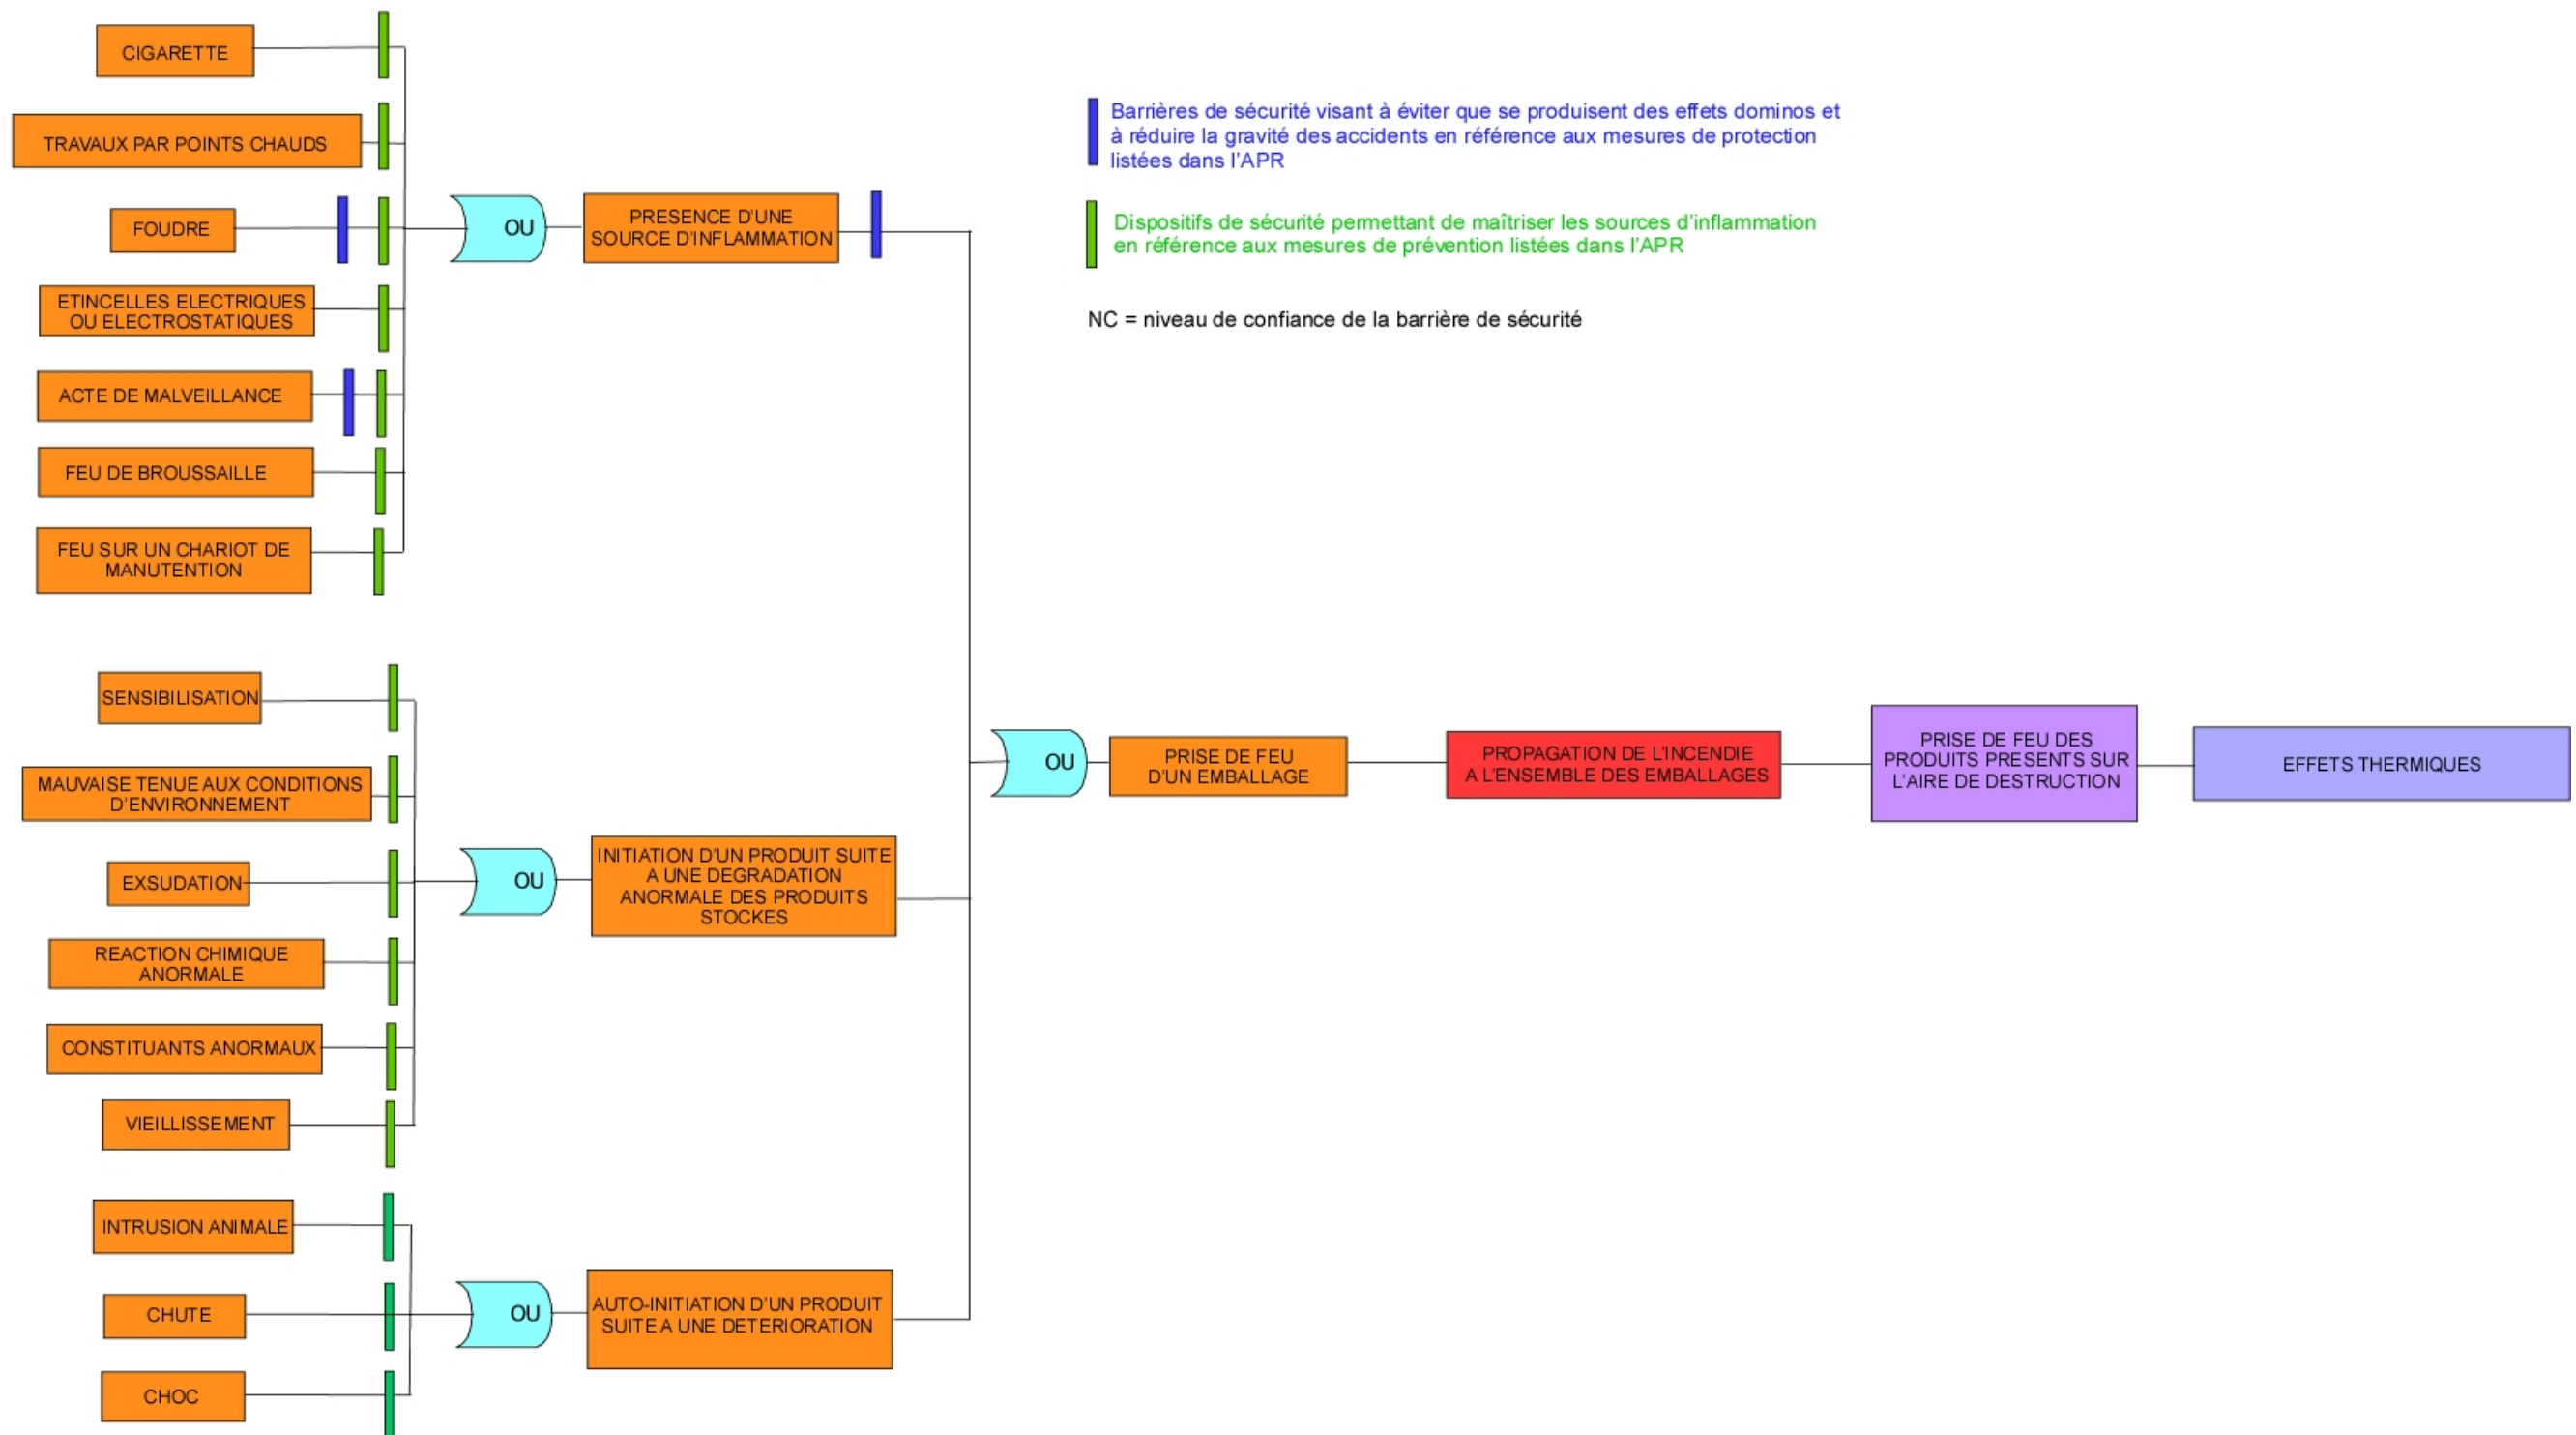 CIGARETTE
TRAVAUX PAR POINTS CHAUDS
FOUDRE
ETINCELLES ELECTRIQUES
OU ELECTROSTATIQUES
ACTE DE MALVEILLANCE
FEU DE BROUSSAILLE
FEU SUR UN CHARIOT DE
MANUTENTION
OU
PRESENCE D'UNE
SOURCE D'INFLAMMATION
Barrières de sécurité visant à éviter que se produisent des effets dominos et
à réduire la gravité des accidents en référence aux mesures de protection
listées dans l'APR
Dispositifs de sécurité permettant de maîtriser les sources d'inflammation
en référence aux mesures de prévention listées dans l'APR
NC = niveau de confiance de la barrière de sécurité
SENSIBILISATION
MAUVAISE TENUE AUX CONDITIONS
D'ENVIRONNEMENT
EXSUDATION
REACTION CHIMIQUE
ANORMALE
CONSTITUANTS ANORMAUX
VIEILLISSEMENT
OU
INITIATION D'UN PRODUIT SUITE
A UNE DEGRADATION
ANORMALE DES PRODUITS
STOCKES
INTRUSION ANIMALE
CHUTE
CHOC
OU
AUTO-INITIATION D'UN PRODUIT
SUITE A UNE DETERIORATION
OU
PRISE DE FEU
D'UN EMBALLAGE
PROPAGATION DE L'INCENDIE
A L'ENSEMBLE DES EMBALLAGES
PRISE DE FEU DES
PRODUITS PRESENTS SUR
L'AIRE DE DESTRUCTION
EFFETS THERMIQUES